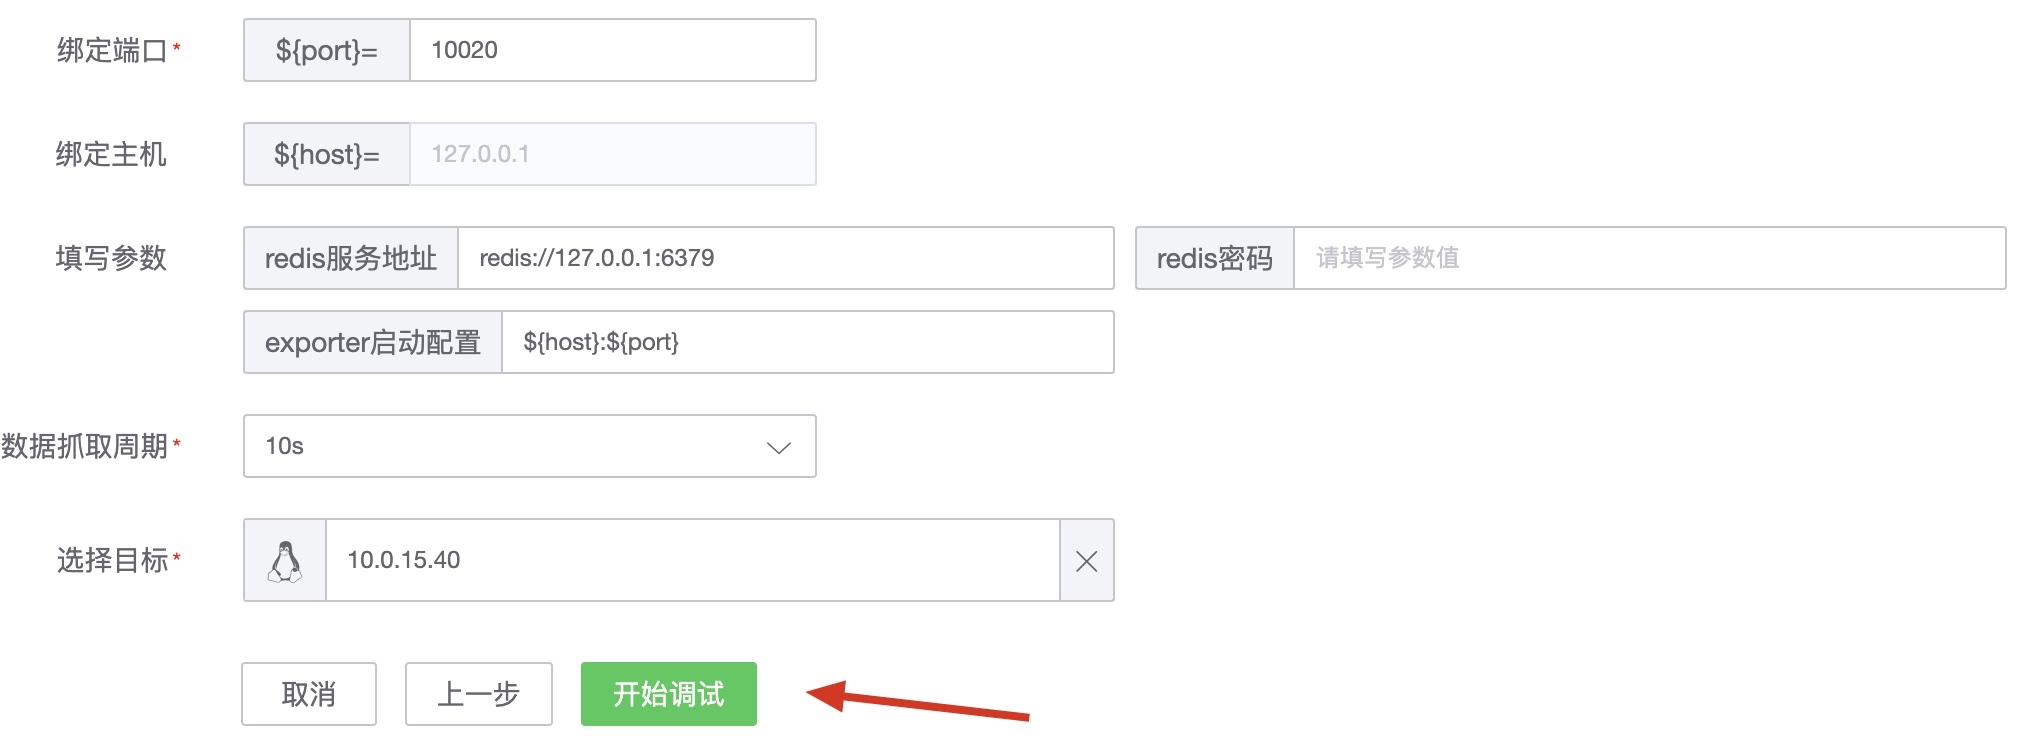 绑定端口* ${port}= 10020
绑定主机 ${host}= 127.0.0.1
填写参数 redis服务地址 redis://127.0.0.1:6379 redis密码 请填写参数值
exporter启动配置 ${host}:${port}
数据抓取周期* 10s
选择目标* 10.0.15.40
取消 上一步 开始调试